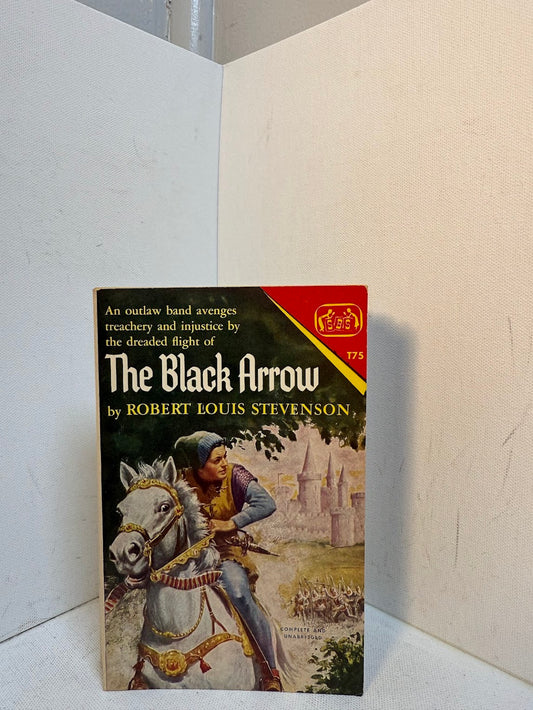 An outlaw band avenges
treachery and injustice by
the dreaded flight of
The Black Arrow
by ROBERT LOUIS STEVENSON
S/B/S
T75
COMPLETE AND
UNABRIDGED